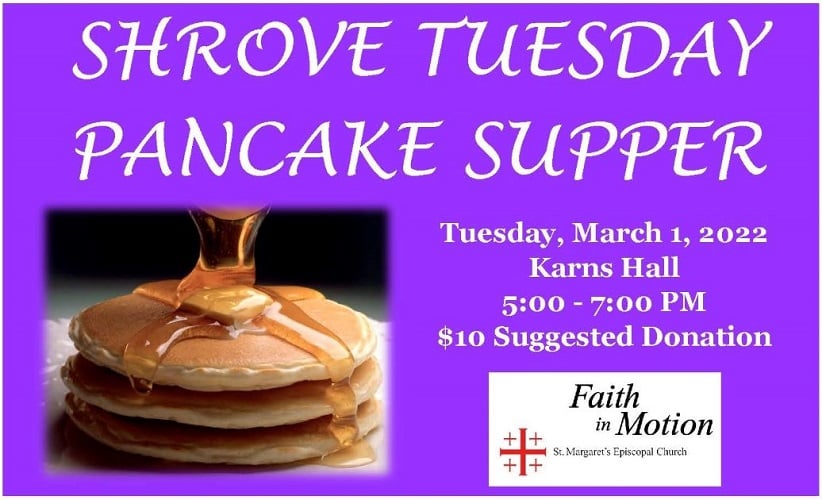 SHROVE TUESDAY
PANCAKE SUPPER
Tuesday, March 1, 2022
Karns Hall
5:00 - 7:00 PM
$10 Suggested Donation
Faith
in Motion
St. Margaret's Episcopal Church